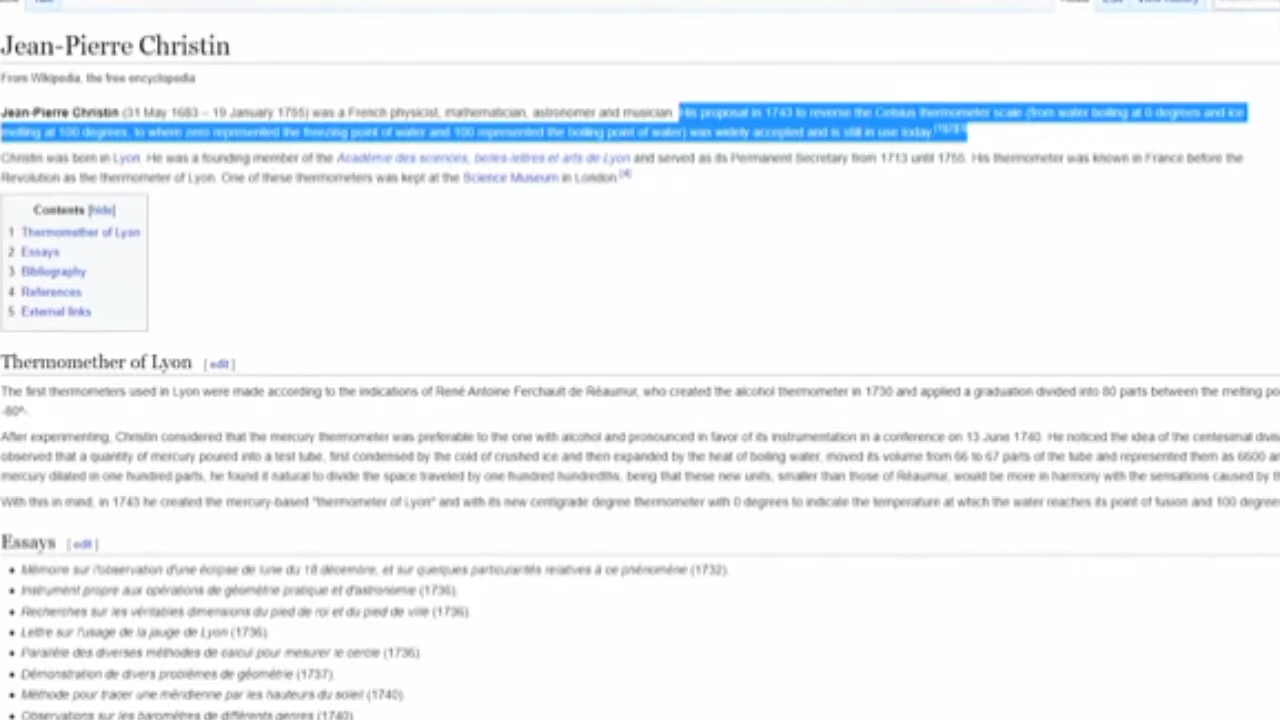 Jean-Pierre Christin
From Wikipedia, the free encyclopedia
Jean-Pierre Christin (31 May 1683 – 19 January 1755) was a French physicist, mathematician, astronomer and musician. His proposal in 1743 to reverse the Celsius thermometer scale (from water boiling at 0 degrees and ice
melting at 100 degrees, to where zero represented the freezing point of water and 100 represented the boiling point of water) was widely accepted and is still in use today.[1][2][3]
Christin was born in Lyon. He was a founding member of the Académie des sciences, belles-lettres et arts de Lyon and served as its Permanent Secretary from 1713 until 1755. His thermometer was known in France before the
Revolution as the thermometer of Lyon. One of these thermometers was kept at the Science Museum in London.[4]
Contents [hide]
1 Thermomether of Lyon
2 Essays
3 Bibliography
4 References
5 External links
Thermomether of Lyon [ edit ]
The first thermometers used in Lyon were made according to the indications of René Antoine Ferchault de Réaumur, who created the alcohol thermometer in 1730 and applied a graduation divided into 80 parts between the melting po
-80º-.
After experimenting, Christin considered that the mercury thermometer was preferable to the one with alcohol and pronounced in favor of its instrumentation in a conference on 13 June 1740. He noticed the idea of the centesimal divis
observed that a quantity of mercury poured into a test tube, first condensed by the cold of crushed ice and then expanded by the heat of boiling water, moved its volume from 66 to 67 parts of the tube and represented them as 6600 an
mercury dilated in one hundred parts, he found it natural to divide the space traveled by one hundred hundredths, being that these new units, smaller than those of Réaumur, would be more in harmony with the sensations caused by th
With this in mind, in 1743 he created the mercury-based "thermometer of Lyon" and with its new centigrade degree thermometer with 0 degrees to indicate the temperature at which the water reaches its point of fusion and 100 degrees
Essays [ edit ]
• Mémoire sur l'observation d'une éclipse de lune du 18 décembre, et sur quelques particularités relatives à ce phénomène (1732).
• Instrument propre aux opérations de géométrie pratique et d'astronomie (1736).
• Recherches sur les véritables dimensions du pied de roi et du pied de ville (1736).
• Lettre sur l'usage de la jauge de Lyon (1736).
• Parallèle des diverses méthodes de calcul pour mesurer le cercle (1736).
• Démonstration de divers problèmes de géométrie (1737).
• Méthode pour tracer une méridienne par les hauteurs du soleil (1740).
• Observations sur les baromètres de différents genres (1740).